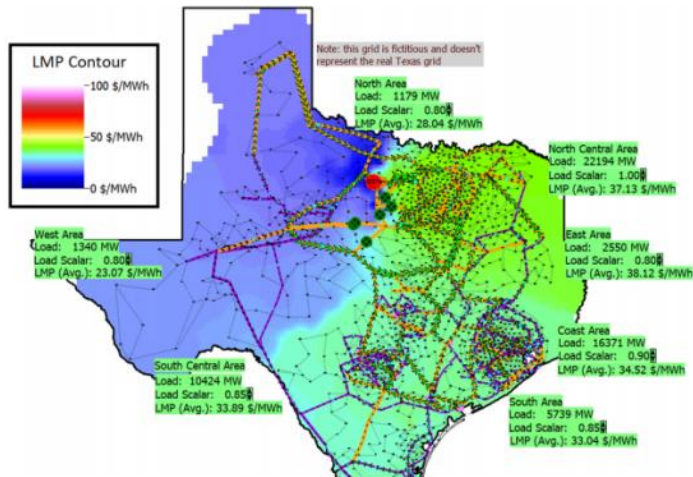 Note: this grid is fictitious and doesn't
represent the real Texas grid
LMP Contour
100 $/MWh
50 $/MWh
0 $/MWh
North Area
Load: 1179 MW
Load Scalar: 0.80
LMP (Avg.): 28.04 $/MWh
North Central Area
Load: 22194 MW
Load Scalar: 1.00
LMP (Avg.): 37.13 $/MWh
West Area
Load: 1340 MW
Load Scalar: 0.80
LMP (Avg.): 23.07 $/MWh
East Area
Load: 2550 MW
Load Scalar: 0.80
LMP (Avg.): 38.12 $/MWh
Coast Area
Load: 16371 MW
Load Scalar: 0.90
LMP (Avg.): 34.52 $/MWh
South Central Area
Load: 10424 MW
Load Scalar: 0.85
LMP (Avg.): 33.89 $/MWh
South Area
Load: 5739 MW
Load Scalar: 0.85
LMP (Avg.): 33.04 $/MWh